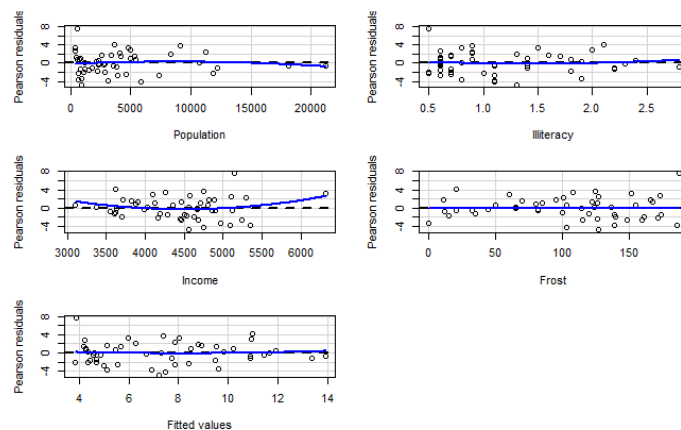 Pearson residuals
-4 0 4 8
0 5000 10000 15000 20000
Population
Pearson residuals
-4 0 4 8
0.5 1.0 1.5 2.0 2.5
Illiteracy
Pearson residuals
-4 0 4 8
3000 3500 4000 4500 5000 6000
Income
Pearson residuals
-4 0 4 8
0 50 100 150
Frost
Pearson residuals
-4 0 4 8
4 6 8 10 12 14
Fitted values